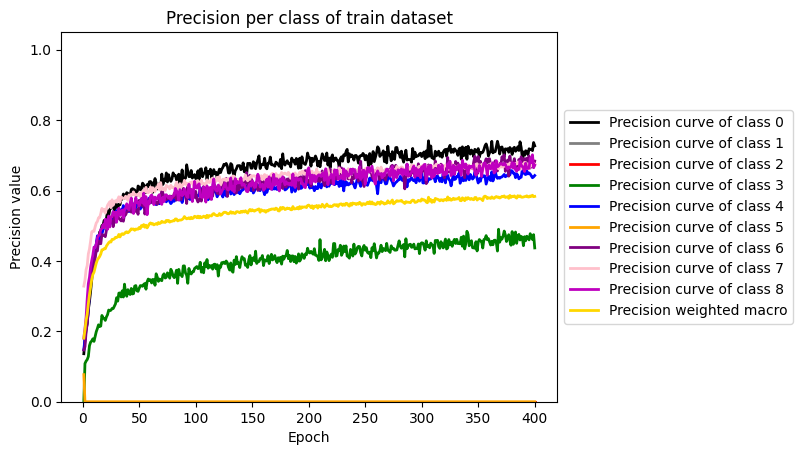 Precision per class of train dataset
1.0
0.8
0.6
0.4
0.2
0.0
Precision value
0 50 100 150 200 250 300 350 400
Epoch
Precision curve of class 0
Precision curve of class 1
Precision curve of class 2
Precision curve of class 3
Precision curve of class 4
Precision curve of class 5
Precision curve of class 6
Precision curve of class 7
Precision curve of class 8
Precision weighted macro